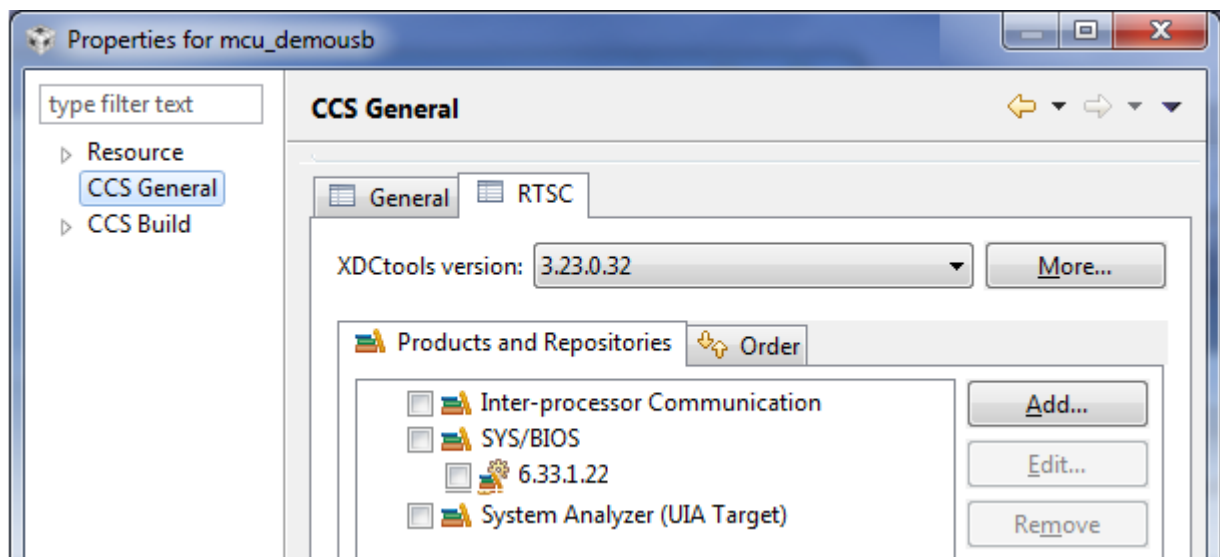 Properties for mcu_demousb
type filter text
CCS General
Resource
CCS General
CCS Build
General
RTSC
XDCtools version:
3.23.0.32
More...
Products and Repositories
Order
Inter-processor Communication
SYS/BIOS
6.33.1.22
System Analyzer (UIA Target)
Add...
Edit...
Remove